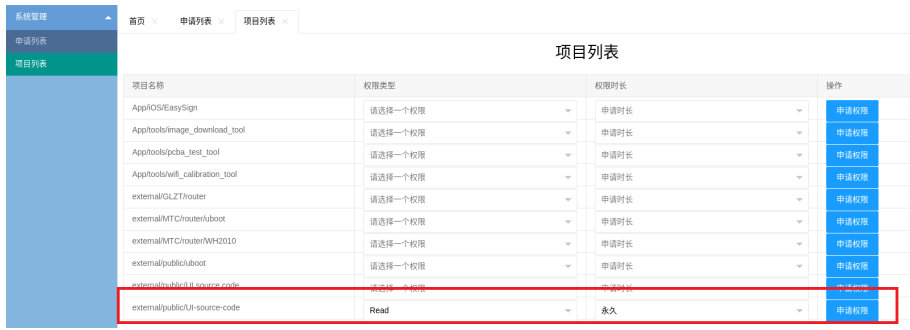 系统管理
申请列表
项目列表
首页 × 申请列表 × 项目列表 ×
项目列表
项目名称 权限类型 权限时长 操作
App/iOS/EasySign 请选择一个权限 申请时长 申请权限
App/tools/image_download_tool 请选择一个权限 申请时长 申请权限
App/tools/pcba_test_tool 请选择一个权限 申请时长 申请权限
App/tools/wifi_calibration_tool 请选择一个权限 申请时长 申请权限
external/GLZT/router 请选择一个权限 申请时长 申请权限
external/MTC/router/uboot 请选择一个权限 申请时长 申请权限
external/MTC/router/WH2010 请选择一个权限 申请时长 申请权限
external/public/uboot 请选择一个权限 申请时长 申请权限
external/public/UI source code 请选择一个权限 申请时长 申请权限
external/public/UI-source-code Read 永久 申请权限